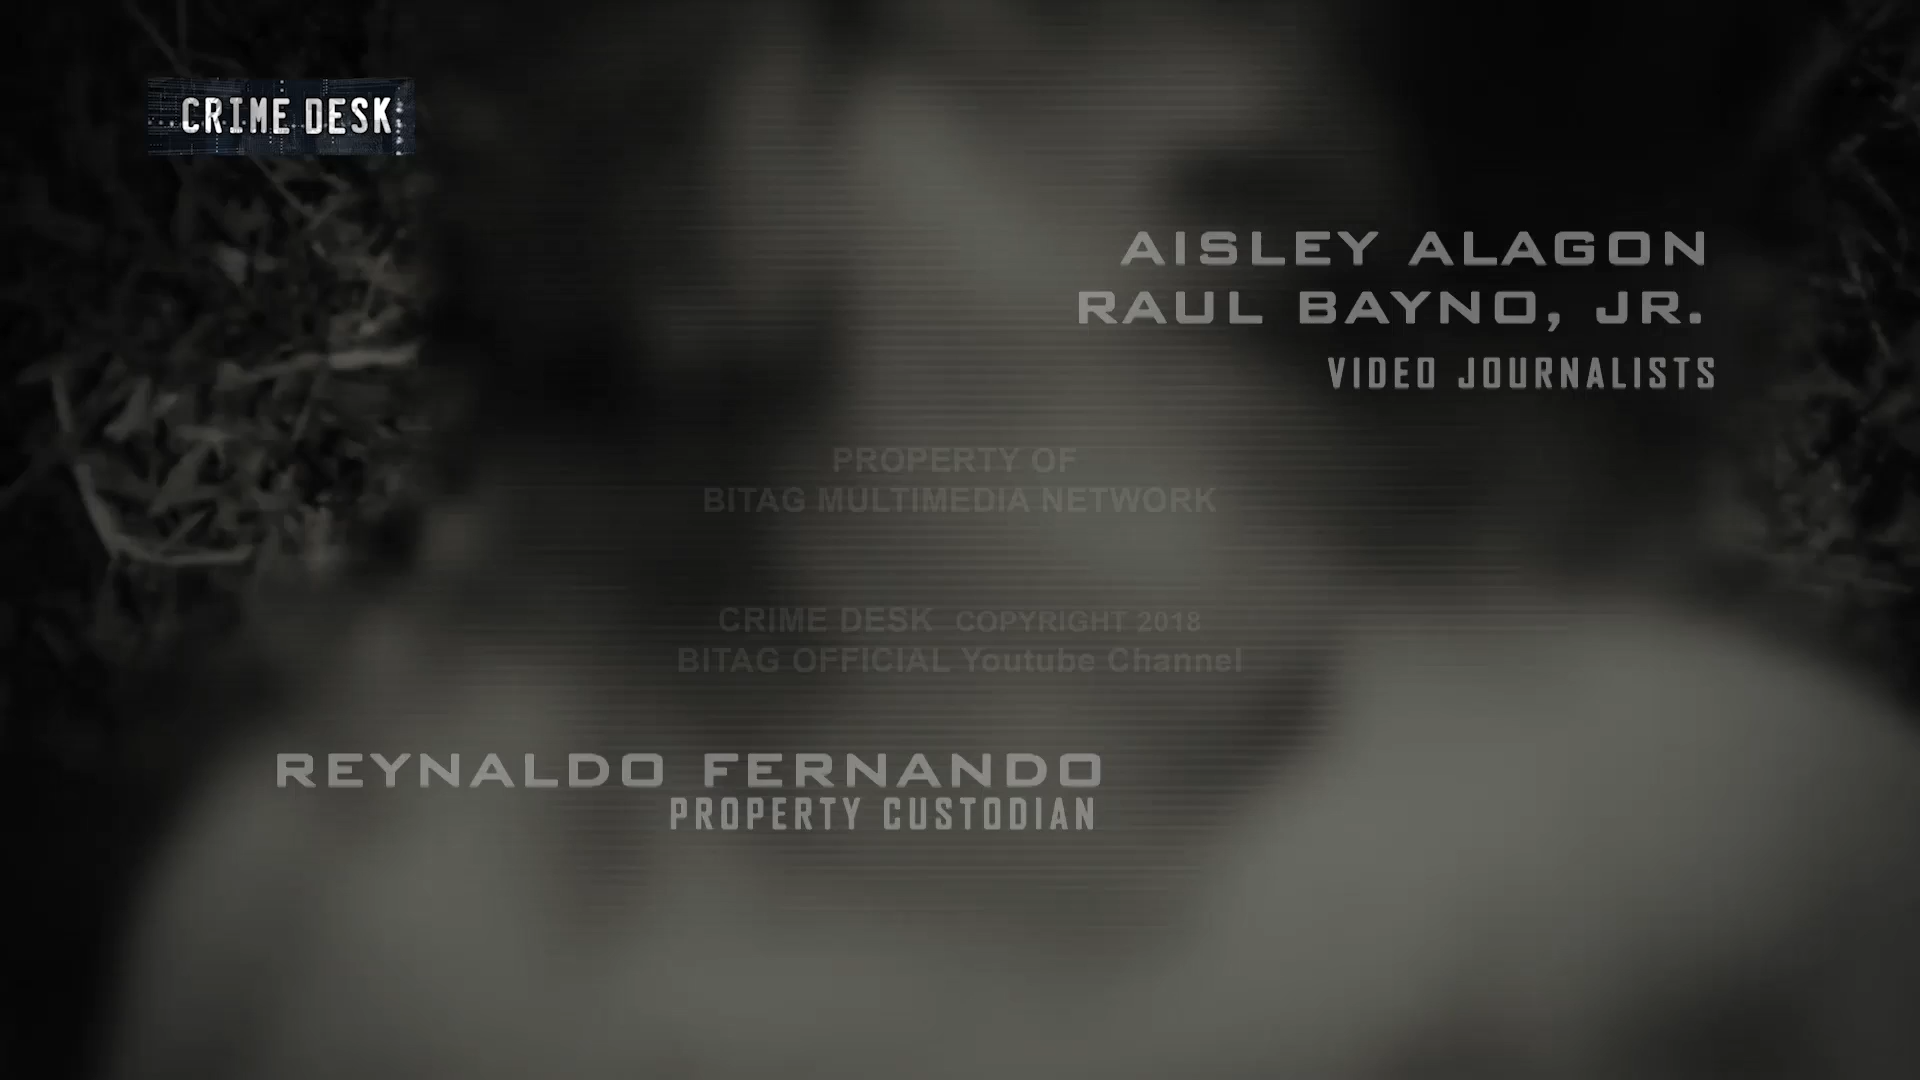 CRIME DESK
AISLEY ALAGON
RAUL BAYNO, JR.
VIDEO JOURNALISTS
PROPERTY OF
BITAG MULTIMEDIA NETWORK
CRIME DESK COPYRIGHT 2018
BITAG OFFICIAL Youtube Channel
REYNALDO FERNANDO
PROPERTY CUSTODIAN